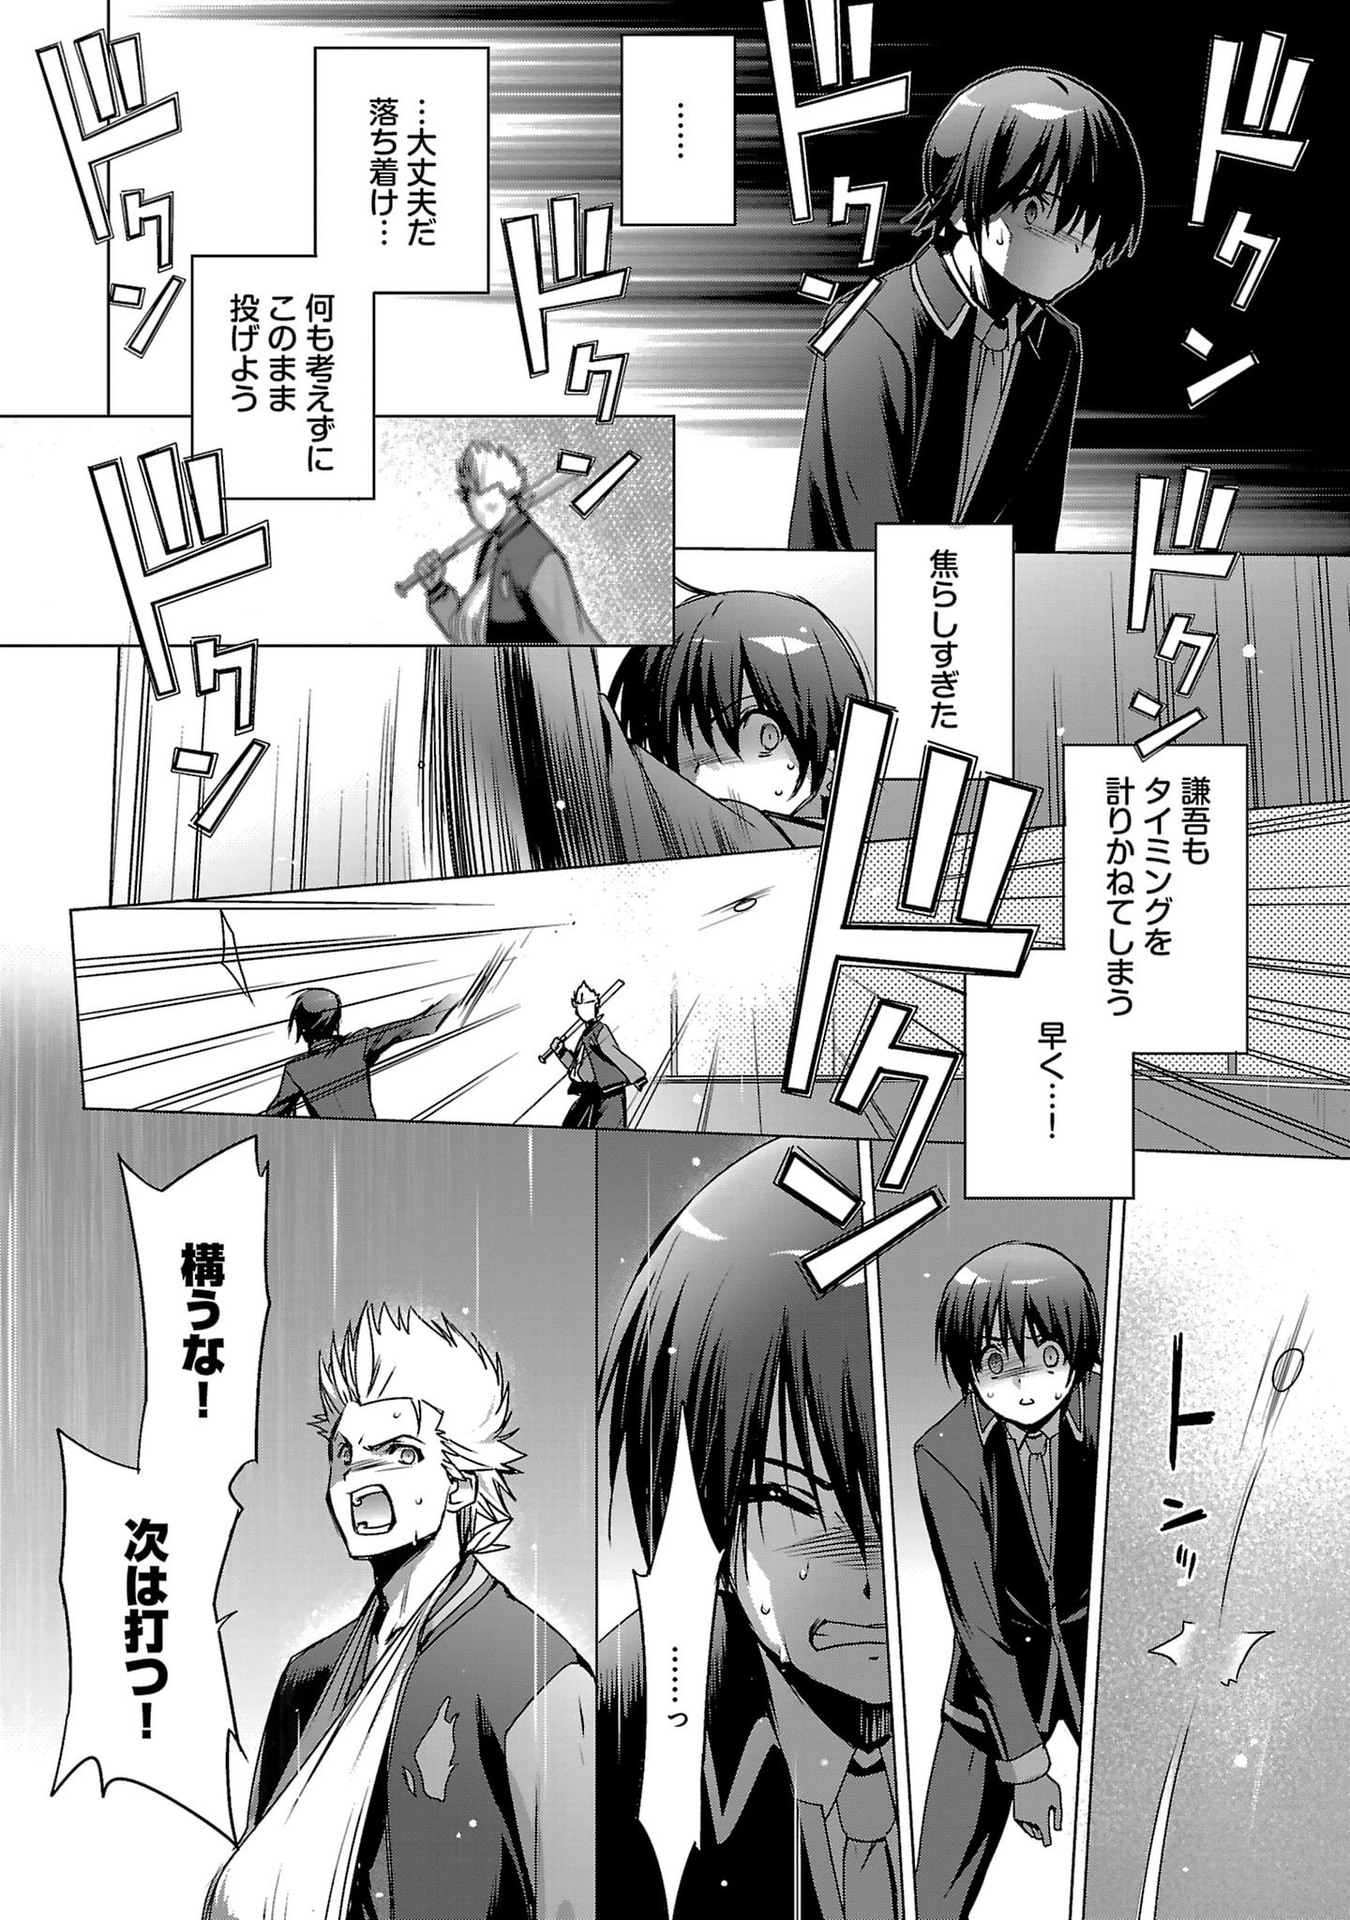 ……
…大丈夫だ
落ち着け…
何も考えずに
このまま
投げよう
ドクン
ドクン
ドクン
ドクン
ドクン
焦らしすぎた
謙吾も
タイミングを
計りかねてしまう
早く…！
ドクン
ドクン
トンッ
……っ
構うな！
次は打つ！